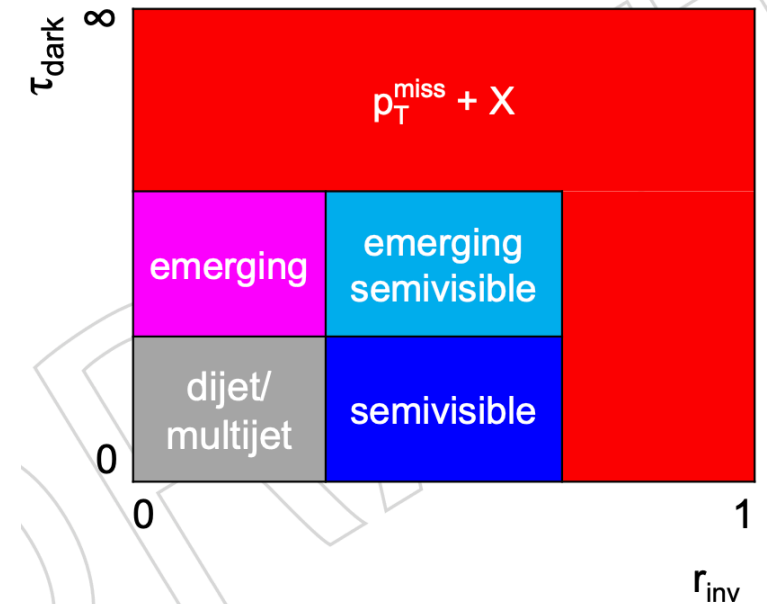 ∞
τdark
pTmiss + X
emerging
emerging
semivisible
dijet/
multijet
semivisible
0
0
1
rinv